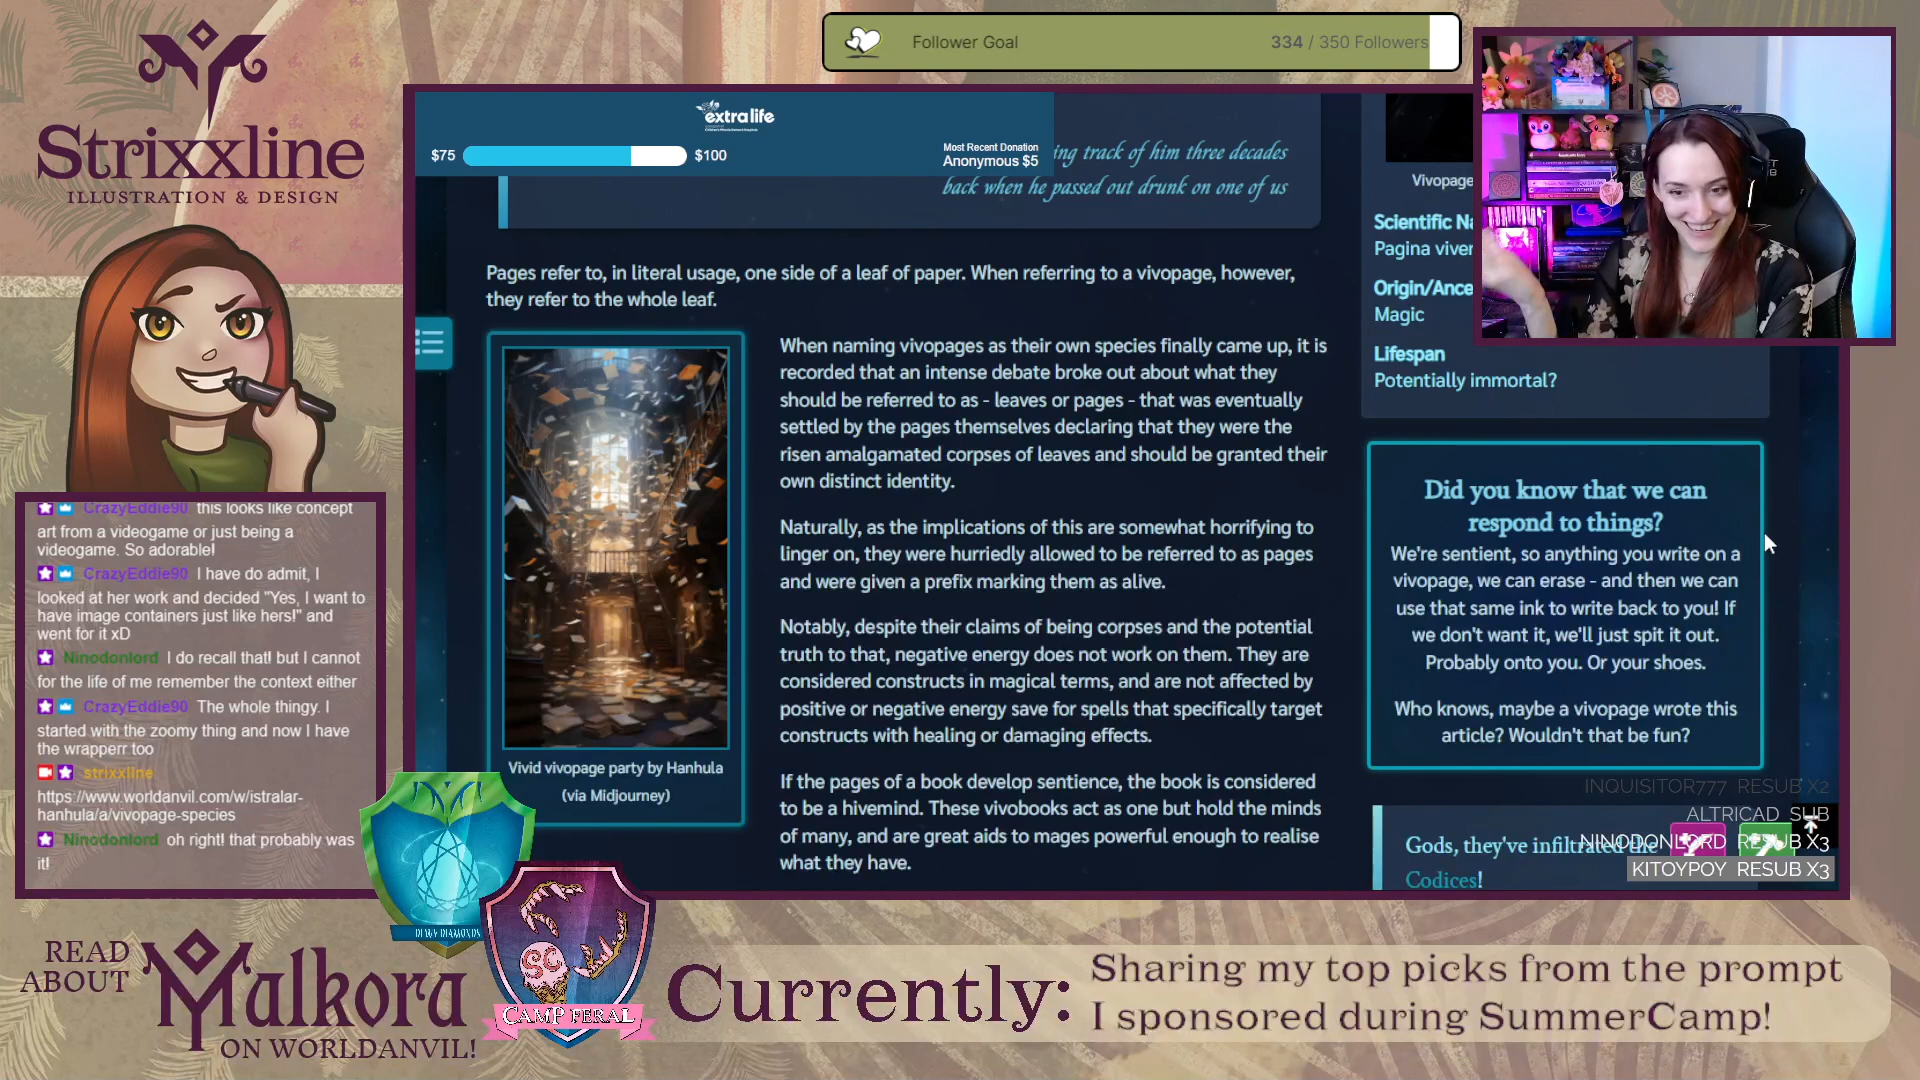 Strixxline
ILLUSTRATION & DESIGN
Follower Goal
334 / 350 Followers
extralife
$75
$100
Most Recent Donation
Anonymous $5
ing track of him three decades
back when he passed out drunk on one of us
Pages refer to, in literal usage, one side of a leaf of paper. When referring to a vivopage, however,
they refer to the whole leaf.
When naming vivopages as their own species finally came up, it is
recorded that an intense debate broke out about what they
should be referred to as - leaves or pages - that was eventually
settled by the pages themselves declaring that they were the
risen amalgamated corpses of leaves and should be granted their
own distinct identity.
Naturally, as the implications of this are somewhat horrifying to
linger on, they were hurriedly allowed to be referred to as pages
and were given a prefix marking them as alive.
Notably, despite their claims of being corpses and the potential
truth to that, negative energy does not work on them. They are
considered constructs in magical terms, and are not affected by
positive or negative energy save for spells that specifically target
constructs with healing or damaging effects.
If the pages of a book develop sentience, the book is considered
to be a hivemind. These vivobooks act as one but hold the minds
of many, and are great aids to mages powerful enough to realise
what they have.
Vivid vivopage party by Hanhula
(via Midjourney)
Vivopage
Scientific Na
Pagina viver
Origin/Ance
Magic
Lifespan
Potentially immortal?
Did you know that we can
respond to things?
We're sentient, so anything you write on a
vivopage, we can erase - and then we can
use that same ink to write back to you! If
we don't want it, we'll just spit it out.
Probably onto you. Or your shoes.
Who knows, maybe a vivopage wrote this
article? Wouldn't that be fun?
Gods, they've infiltrated the
Codices!
INQUISITOR777 RESUB X2
ALTRICAD SUB
NINODONLORD RESUB X3
KITOYPOY RESUB X3
CrazyEddie90 this looks like concept
art from a videogame or just being a
videogame. So adorable!
CrazyEddie90 I have do admit, I
looked at her work and decided "Yes, I want to
have image containers just like hers!" and
went for it xD
Ninodonlord I do recall that! but I cannot
for the life of me remember the context either
CrazyEddie90 The whole thingy. I
started with the zoomy thing and now I have
the wrapperr too
strixxline
https://www.worldanvil.com/w/istralar-
hanhula/a/vivopage-species
Ninodonlord oh right! that probably was
it!
DEWY DIAMONDS
SC
CAMP FERAL
READ
ABOUT
Malkora
ON WORLDANVIL!
Currently:
Sharing my top picks from the prompt
I sponsored during SummerCamp!